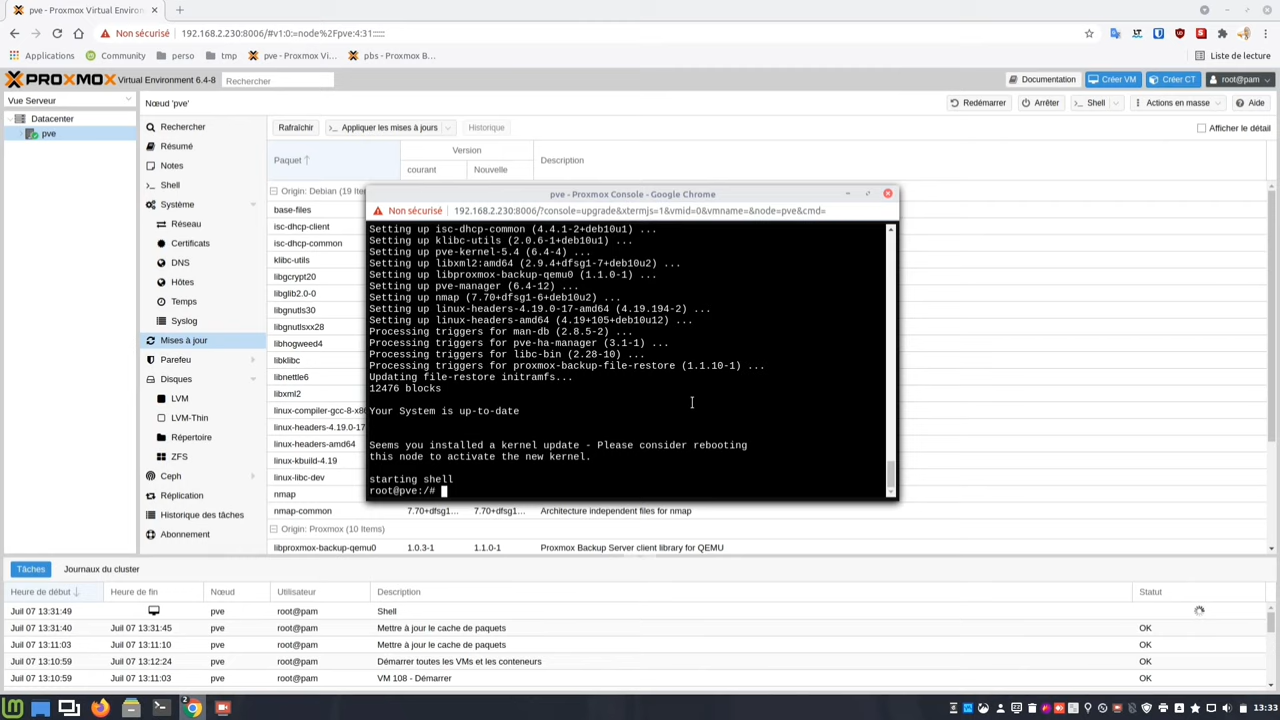 pve - Proxmox Virtual Environ
Non sécurisé
192.168.2.230:8006/#v1:0:=node%2Fpve:4:31::::::
Applications
Community
perso
tmp
pve - Proxmox Vi...
pbs - Proxmox B...
Liste de lecture
PROXMOX Virtual Environment 6.4-8
Rechercher
Documentation
Créer VM
Créer CT
root@pam
Vue Serveur
Nœud 'pve'
Redémarrer
Arrêter
Shell
Actions en masse
Aide
Datacenter
pve
Rechercher
Résumé
Notes
Shell
Système
Réseau
Certificats
DNS
Hôtes
Temps
Syslog
Mises à jour
Parefeu
Disques
LVM
LVM-Thin
Répertoire
ZFS
Ceph
Réplication
Historique des tâches
Abonnement
Rafraîchir
Appliquer les mises à jours
Historique
Afficher le détail
Paquet
Version
courant
Nouvelle
Description
Origin: Debian (19 Ite
base-files
isc-dhcp-client
isc-dhcp-common
klibc-utils
libgcrypt20
libglib2.0-0
libgnutls30
libgnutlsxx28
libhogweed4
libklibc
libnettle6
libxml2
linux-compiler-gcc-8-x8
linux-headers-4.19.0-17
linux-headers-amd64
linux-kbuild-4.19
linux-libc-dev
nmap
nmap-common 7.70+dfsg1... 7.70+dfsg1... Architecture independent files for nmap
Origin: Proxmox (10 Items)
libproxmox-backup-qemu0 1.0.3-1 1.1.0-1 Proxmox Backup Server client library for QEMU
pve - Proxmox Console - Google Chrome
Non sécurisé
192.168.2.230:8006/?console=upgrade&xtermjs=1&vmid=0&vmname=&node=pve&cmd=
Setting up isc-dhcp-common (4.4.1-2+deb10u1) ...
Setting up klibc-utils (2.0.6-1+deb10u1) ...
Setting up pve-kernel-5.4 (6.4-4) ...
Setting up libxml2:amd64 (2.9.4+dfsg1-7+deb10u2) ...
Setting up libproxmox-backup-qemu0 (1.1.0-1) ...
Setting up pve-manager (6.4-12) ...
Setting up nmap (7.70+dfsg1-6+deb10u2) ...
Setting up linux-headers-4.19.0-17-amd64 (4.19.194-2) ...
Setting up linux-headers-amd64 (4.19+105+deb10u12) ...
Processing triggers for man-db (2.8.5-2) ...
Processing triggers for pve-ha-manager (3.1-1) ...
Processing triggers for libc-bin (2.28-10) ...
Processing triggers for proxmox-backup-file-restore (1.1.10-1) ...
Updating file-restore initramfs...
12476 blocks
Your System is up-to-date
Seems you installed a kernel update - Please consider rebooting
this node to activate the new kernel.
starting shell
root@pve:/#
Tâches
Journaux du cluster
Heure de début Heure de fin Nœud Utilisateur Description Statut
Juil 07 13:31:49 pve root@pam Shell
Juil 07 13:31:40 Juil 07 13:31:45 pve root@pam Mettre à jour le cache de paquets OK
Juil 07 13:11:03 Juil 07 13:11:10 pve root@pam Mettre à jour le cache de paquets OK
Juil 07 13:10:59 Juil 07 13:12:24 pve root@pam Démarrer toutes les VMs et les conteneurs OK
Juil 07 13:10:59 Juil 07 13:11:03 pve root@pam VM 108 - Démarrer OK
2
13:33